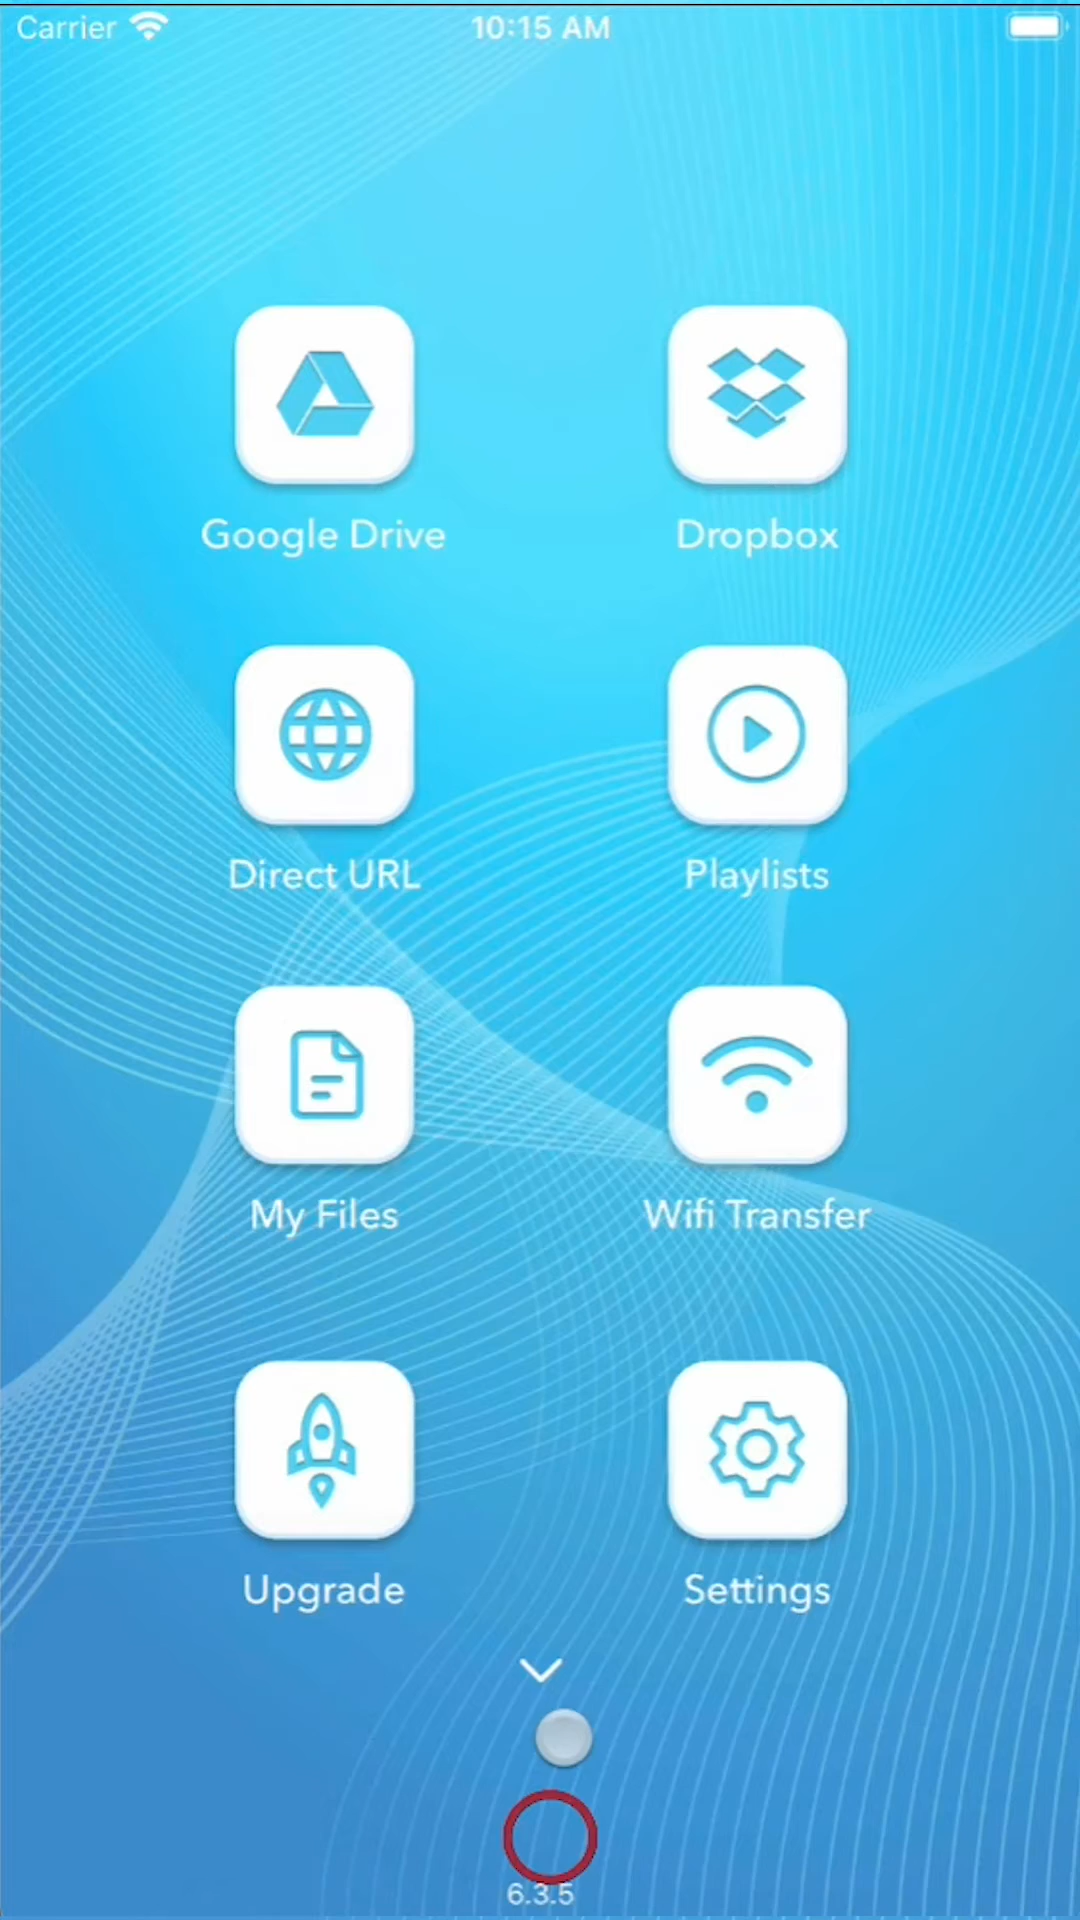 Carrier 10:15 AM
Google Drive Dropbox
Direct URL Playlists
My Files Wifi Transfer
Upgrade Settings
6.3.5